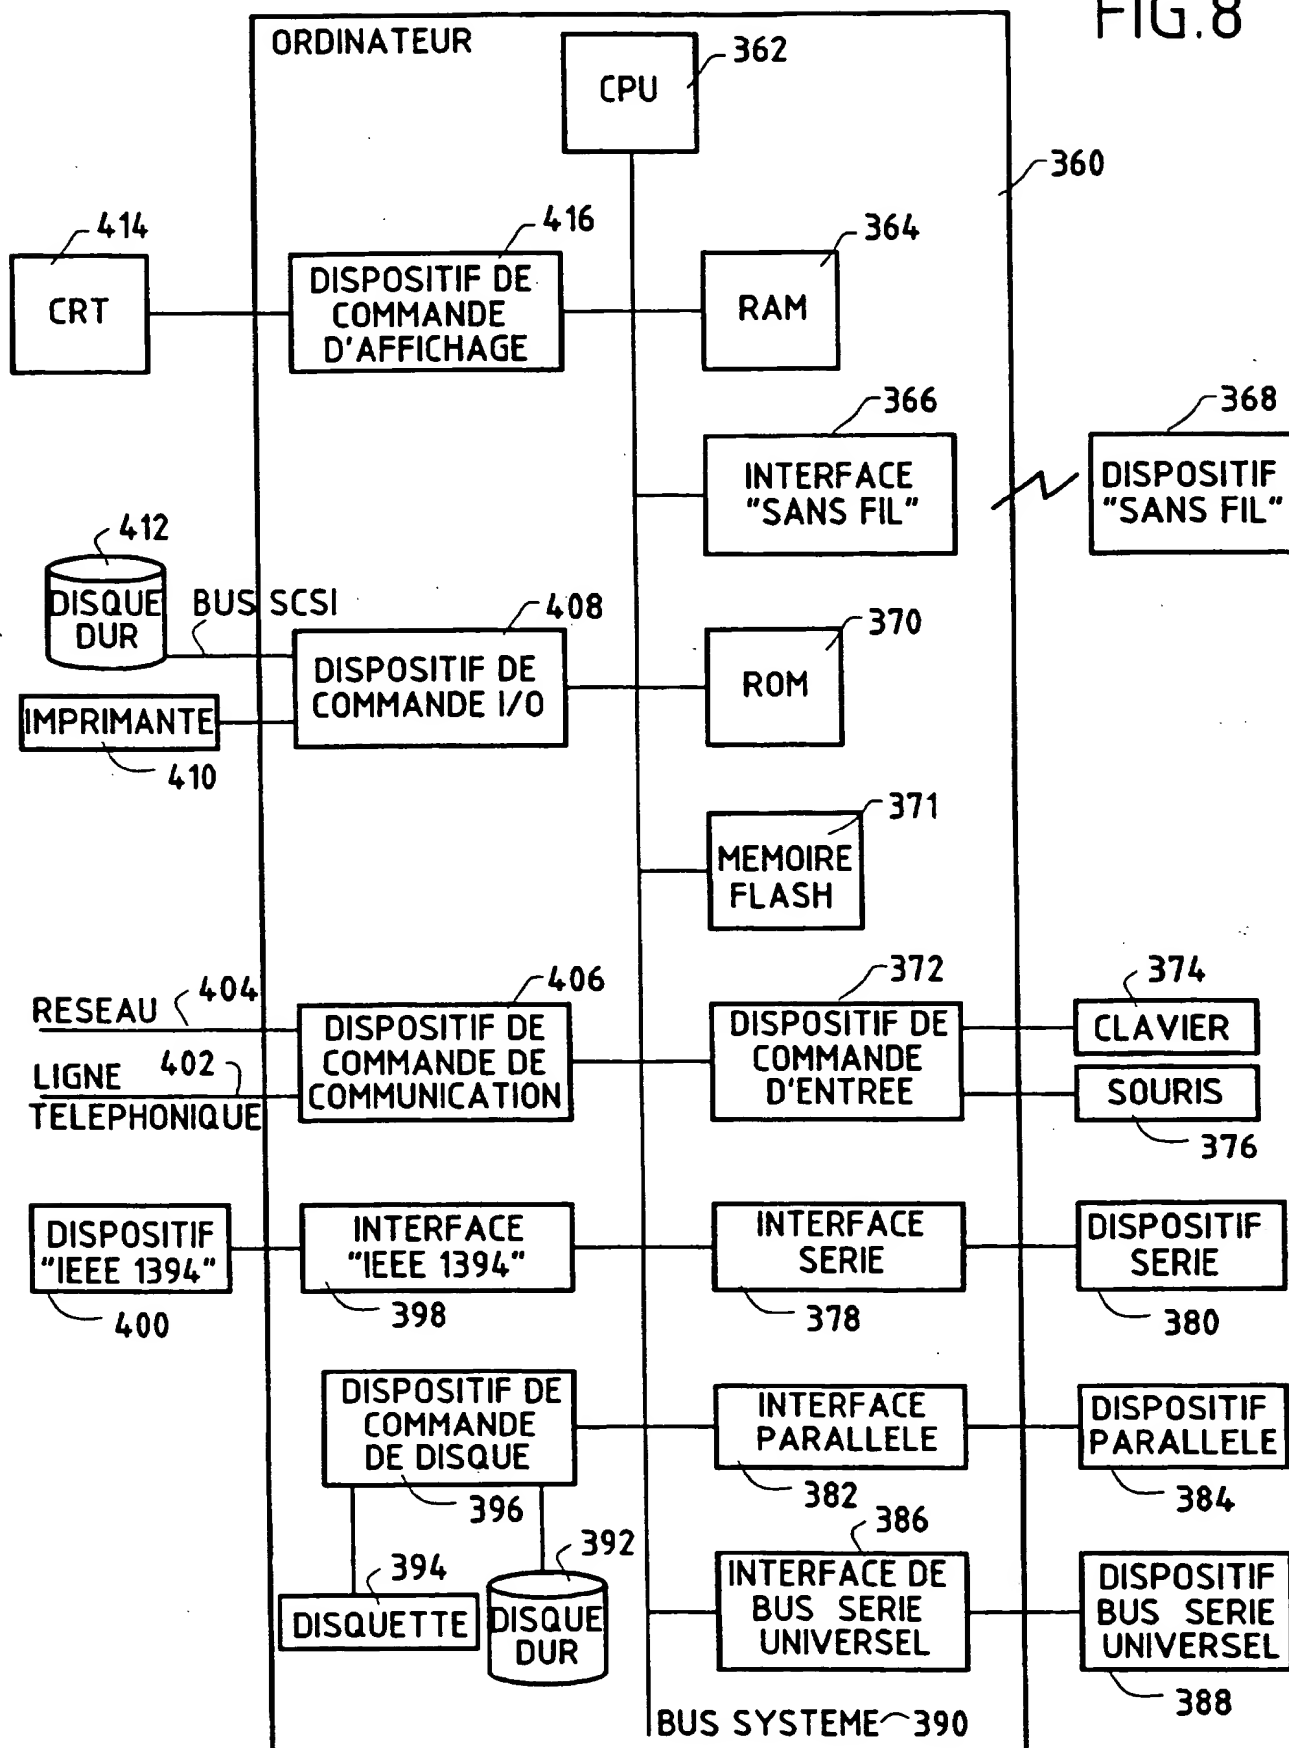 FIG.8
ORDINATEUR
CPU
362
360
414
CRT
416
DISPOSITIF DE
COMMANDE
D'AFFICHAGE
364
RAM
366
INTERFACE
"SANS FIL"
368
DISPOSITIF
"SANS FIL"
412
DISQUE
DUR
BUS SCSI
408
DISPOSITIF DE
COMMANDE I/O
370
ROM
IMPRIMANTE
410
371
MEMOIRE
FLASH
RESEAU
404
LIGNE
TELEPHONIQUE
402
406
DISPOSITIF DE
COMMANDE DE
COMMUNICATION
372
DISPOSITIF DE
COMMANDE
D'ENTREE
374
CLAVIER
SOURIS
376
DISPOSITIF
"IEEE 1394"
400
INTERFACE
"IEEE 1394"
398
INTERFACE
SERIE
378
DISPOSITIF
SERIE
380
DISPOSITIF DE
COMMANDE
DE DISQUE
396
INTERFACE
PARALLELE
382
DISPOSITIF
PARALLELE
384
394
DISQUETTE
392
DISQUE
DUR
386
INTERFACE DE
BUS SERIE
UNIVERSEL
DISPOSITIF
BUS SERIE
UNIVERSEL
388
BUS SYSTEME 390